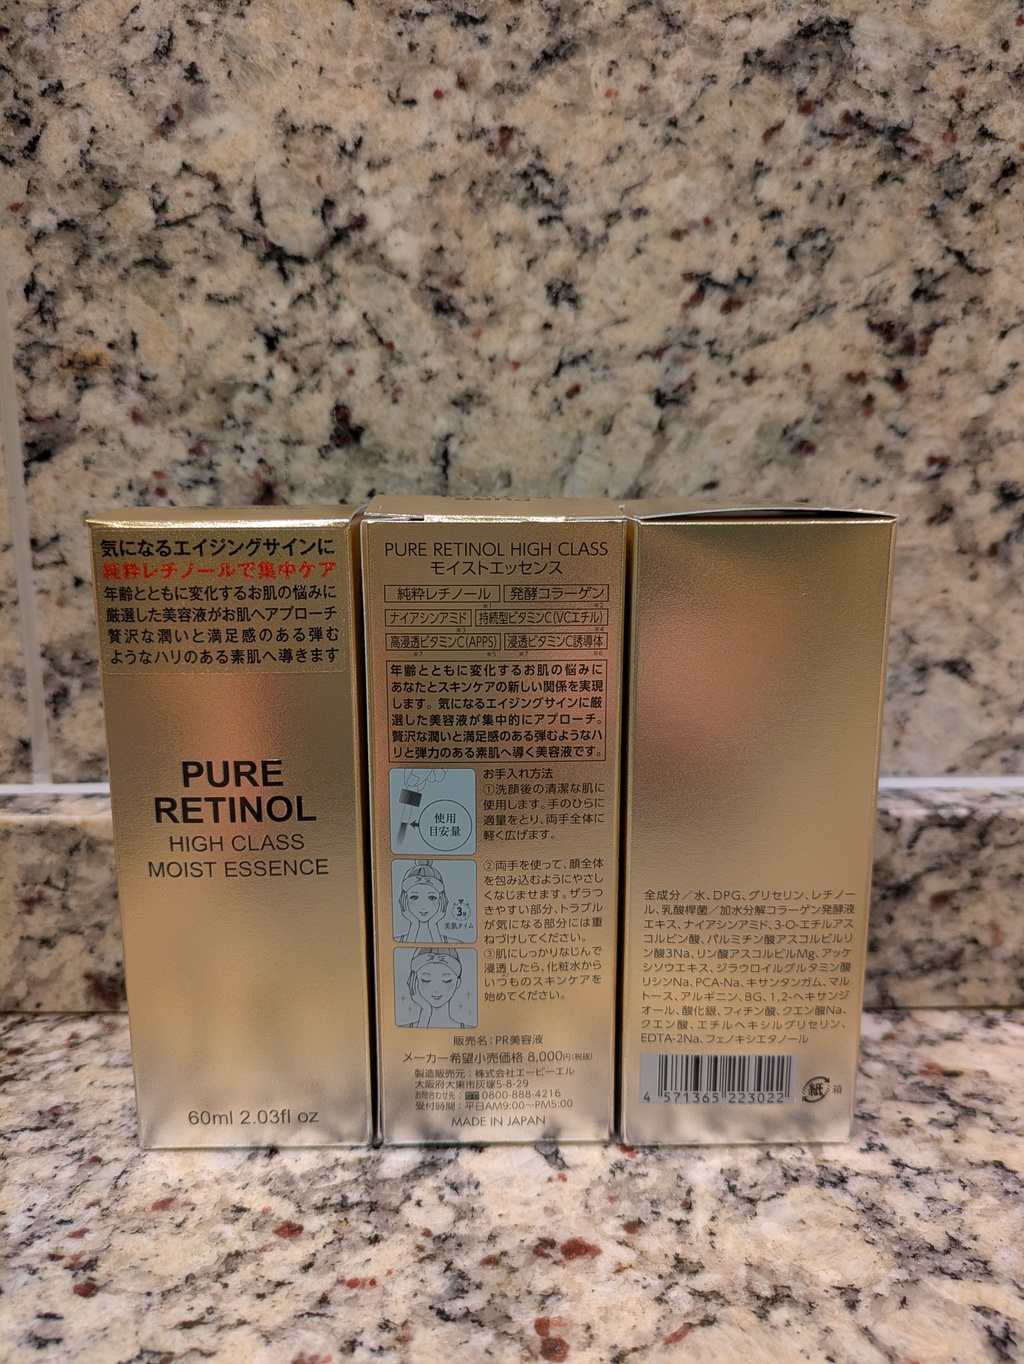 気になるエイジングサインに
純粋レチノールで集中ケア
年齢とともに変化するお肌の悩みに
厳選した美容液がお肌へアプローチ
贅沢な潤いと満足感のある弾む
ようなハリのある素肌へ導きます
PURE
RETINOL
HIGH CLASS
MOIST ESSENCE
60ml 2.03fl oz
PURE RETINOL HIGH CLASS
モイストエッセンス
純粋レチノール 発酵コラーゲン
※1 ※2
ナイアシンアミド 持続型ビタミンC(VCエチル)
※3 ※4
高浸透ビタミンC(APPS) 浸透ビタミンC誘導体
※7 ※5 ※7 ※6
年齢とともに変化するお肌の悩みに
あなたとスキンケアの新しい関係を実現
します。気になるエイジングサインに厳
選した美容液が集中的にアプローチ。
贅沢な潤いと満足感のある弾むようなハ
リと弾力のある素肌へ導く美容液です。
お手入れ方法
①洗顔後の清潔な肌に
使用します。手のひらに
適量をとり、両手全体に
軽く広げます。
使用
目安量
②両手を使って、顔全体
を包み込むようにやさし
くなじませます。ザラつ
きやすい部分、トラブル
が気になる部分には重
ねづけしてください。
3分
美肌タイム
③肌にしっかりなじんで
浸透したら、化粧水から
いつものスキンケアを
始めてください。
販売名:PR美容液
メーカー希望小売価格 8,000円(税抜)
製造販売元:株式会社エービーエル
大阪府大東市灰塚5-8-29
お問合わせ先: 0800-888-4216
受付時間:平日AM9:00～PM5:00
MADE IN JAPAN
全成分/水、DPG、グリセリン、レチノー
ル、乳酸桿菌/加水分解コラーゲン発酵液
エキス、ナイアシンアミド、3-O-エチルアス
コルビン酸、パルミチン酸アスコルビルリ
ン酸3Na、リン酸アスコルビルMg、アッケ
シソウエキス、ジラウロイルグルタミン酸
リシンNa、PCA-Na、キサンタンガム、マル
トース、アルギニン、BG、1,2-ヘキサンジ
オール、酸化銀、フィチン酸、クエン酸Na、
クエン酸、エチルヘキシルグリセリン、
EDTA-2Na、フェノキシエタノール
4 571365 223022
紙 箱